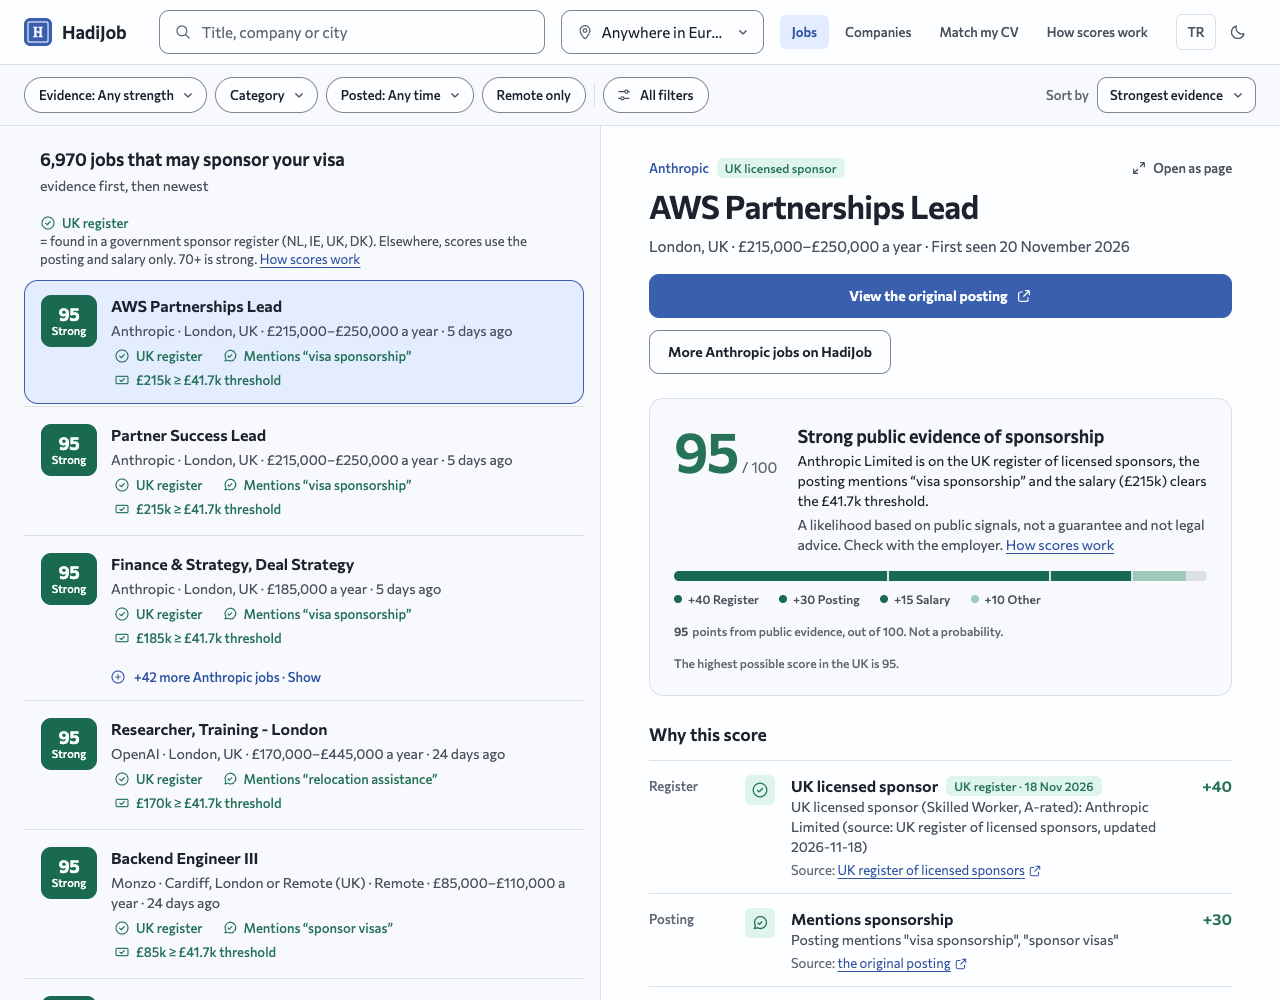 H HadiJob
Title, company or city
Anywhere in Eur...
Jobs
Companies
Match my CV
How scores work
TR
Evidence: Any strength
Category
Posted: Any time
Remote only
All filters
Sort by
Strongest evidence
6,970 jobs that may sponsor your visa
evidence first, then newest
UK register
= found in a government sponsor register (NL, IE, UK, DK). Elsewhere, scores use the
posting and salary only. 70+ is strong. How scores work
95
Strong
AWS Partnerships Lead
Anthropic · London, UK · £215,000–£250,000 a year · 5 days ago
UK register
Mentions “visa sponsorship”
£215k ≥ £41.7k threshold
95
Strong
Partner Success Lead
Anthropic · London, UK · £215,000–£250,000 a year · 5 days ago
UK register
Mentions “visa sponsorship”
£215k ≥ £41.7k threshold
95
Strong
Finance & Strategy, Deal Strategy
Anthropic · London, UK · £185,000 a year · 5 days ago
UK register
Mentions “visa sponsorship”
£185k ≥ £41.7k threshold
+42 more Anthropic jobs · Show
95
Strong
Researcher, Training - London
OpenAI · London, UK · £170,000–£445,000 a year · 24 days ago
UK register
Mentions “relocation assistance”
£170k ≥ £41.7k threshold
95
Strong
Backend Engineer III
Monzo · Cardiff, London or Remote (UK) · Remote · £85,000–£110,000 a
year · 24 days ago
UK register
Mentions “sponsor visas”
£85k ≥ £41.7k threshold
Anthropic
UK licensed sponsor
Open as page
AWS Partnerships Lead
London, UK · £215,000–£250,000 a year · First seen 20 November 2026
View the original posting
More Anthropic jobs on HadiJob
95 / 100
Strong public evidence of sponsorship
Anthropic Limited is on the UK register of licensed sponsors, the
posting mentions “visa sponsorship” and the salary (£215k) clears
the £41.7k threshold.
A likelihood based on public signals, not a guarantee and not legal
advice. Check with the employer. How scores work
+40 Register
+30 Posting
+15 Salary
+10 Other
95 points from public evidence, out of 100. Not a probability.
The highest possible score in the UK is 95.
Why this score
Register
UK licensed sponsor
UK register · 18 Nov 2026
+40
UK licensed sponsor (Skilled Worker, A-rated): Anthropic
Limited (source: UK register of licensed sponsors, updated
2026-11-18)
Source: UK register of licensed sponsors
Posting
Mentions sponsorship
+30
Posting mentions "visa sponsorship", "sponsor visas"
Source: the original posting